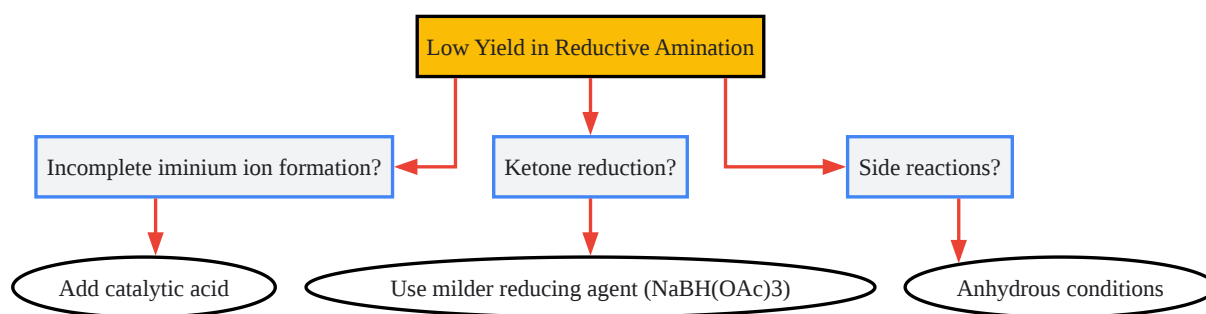 Low Yield in Reductive Amination
Incomplete iminium ion formation?
Ketone reduction?
Side reactions?
Add catalytic acid
Use milder reducing agent (NaBH(OAc)3)
Anhydrous conditions